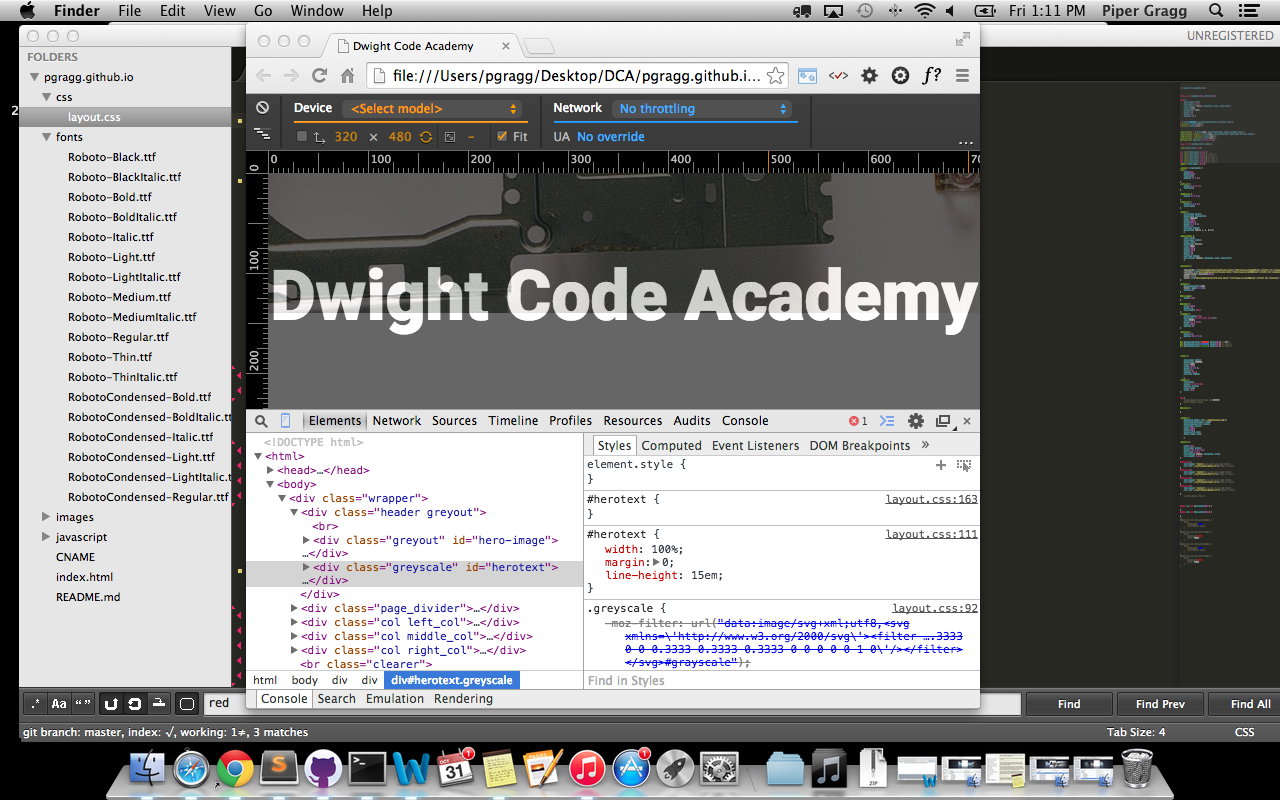 Finder File Edit View Go Window Help Fri 1:11 PM Piper Gragg
UNREGISTERED
FOLDERS
pgragg.github.io
css
layout.css
fonts
Roboto-Black.ttf
Roboto-BlackItalic.ttf
Roboto-Bold.ttf
Roboto-BoldItalic.ttf
Roboto-Italic.ttf
Roboto-Light.ttf
Roboto-LightItalic.ttf
Roboto-Medium.ttf
Roboto-MediumItalic.ttf
Roboto-Regular.ttf
Roboto-Thin.ttf
Roboto-ThinItalic.ttf
RobotoCondensed-Bold.ttf
RobotoCondensed-BoldItalic.tt
RobotoCondensed-Italic.ttf
RobotoCondensed-Light.ttf
RobotoCondensed-LightItalic.tt
RobotoCondensed-Regular.ttf
images
javascript
CNAME
index.html
README.md
2
Dwight Code Academy
file:///Users/pgragg/Desktop/DCA/pgragg.github.i...
f?
Device <Select model> Network No throttling
320 × 480 – Fit UA No override
...
0 100 200 300 400 500 600 70
0
100
200
Dwight Code Academy
Elements Network Sources Timeline Profiles Resources Audits Console 1
<!DOCTYPE html>
<html>
<head>…</head>
<body>
<div class="wrapper">
<div class="header greyout">
<br>
<div class="greyout" id="hero-image">
…</div>
<div class="greyscale" id="herotext">
…</div>
</div>
<div class="page_divider">…</div>
<div class="col left_col">…</div>
<div class="col middle_col">…</div>
<div class="col right_col">…</div>
<br class="clearer">
html body div div div#herotext.greyscale
Styles Computed Event Listeners DOM Breakpoints »
element.style {
}
#herotext { layout.css:163
}
#herotext { layout.css:111
width: 100%;
margin: 0;
line-height: 15em;
}
.greyscale { layout.css:92
-moz-filter: url("data:image/svg+xml;utf8,<svg
xmlns=\'http://www.w3.org/2000/svg\'><filter ….3333
0 0 0.3333 0.3333 0.3333 0 0 0 0 0 1 0\'/></filter>
</svg>#grayscale");
Find in Styles
Console Search Emulation Rendering
.* Aa “ ” red Find Find Prev Find All
git branch: master, index: √, working: 1≠, 3 matches Tab Size: 4 CSS
OCT
31
1
1
ZIP